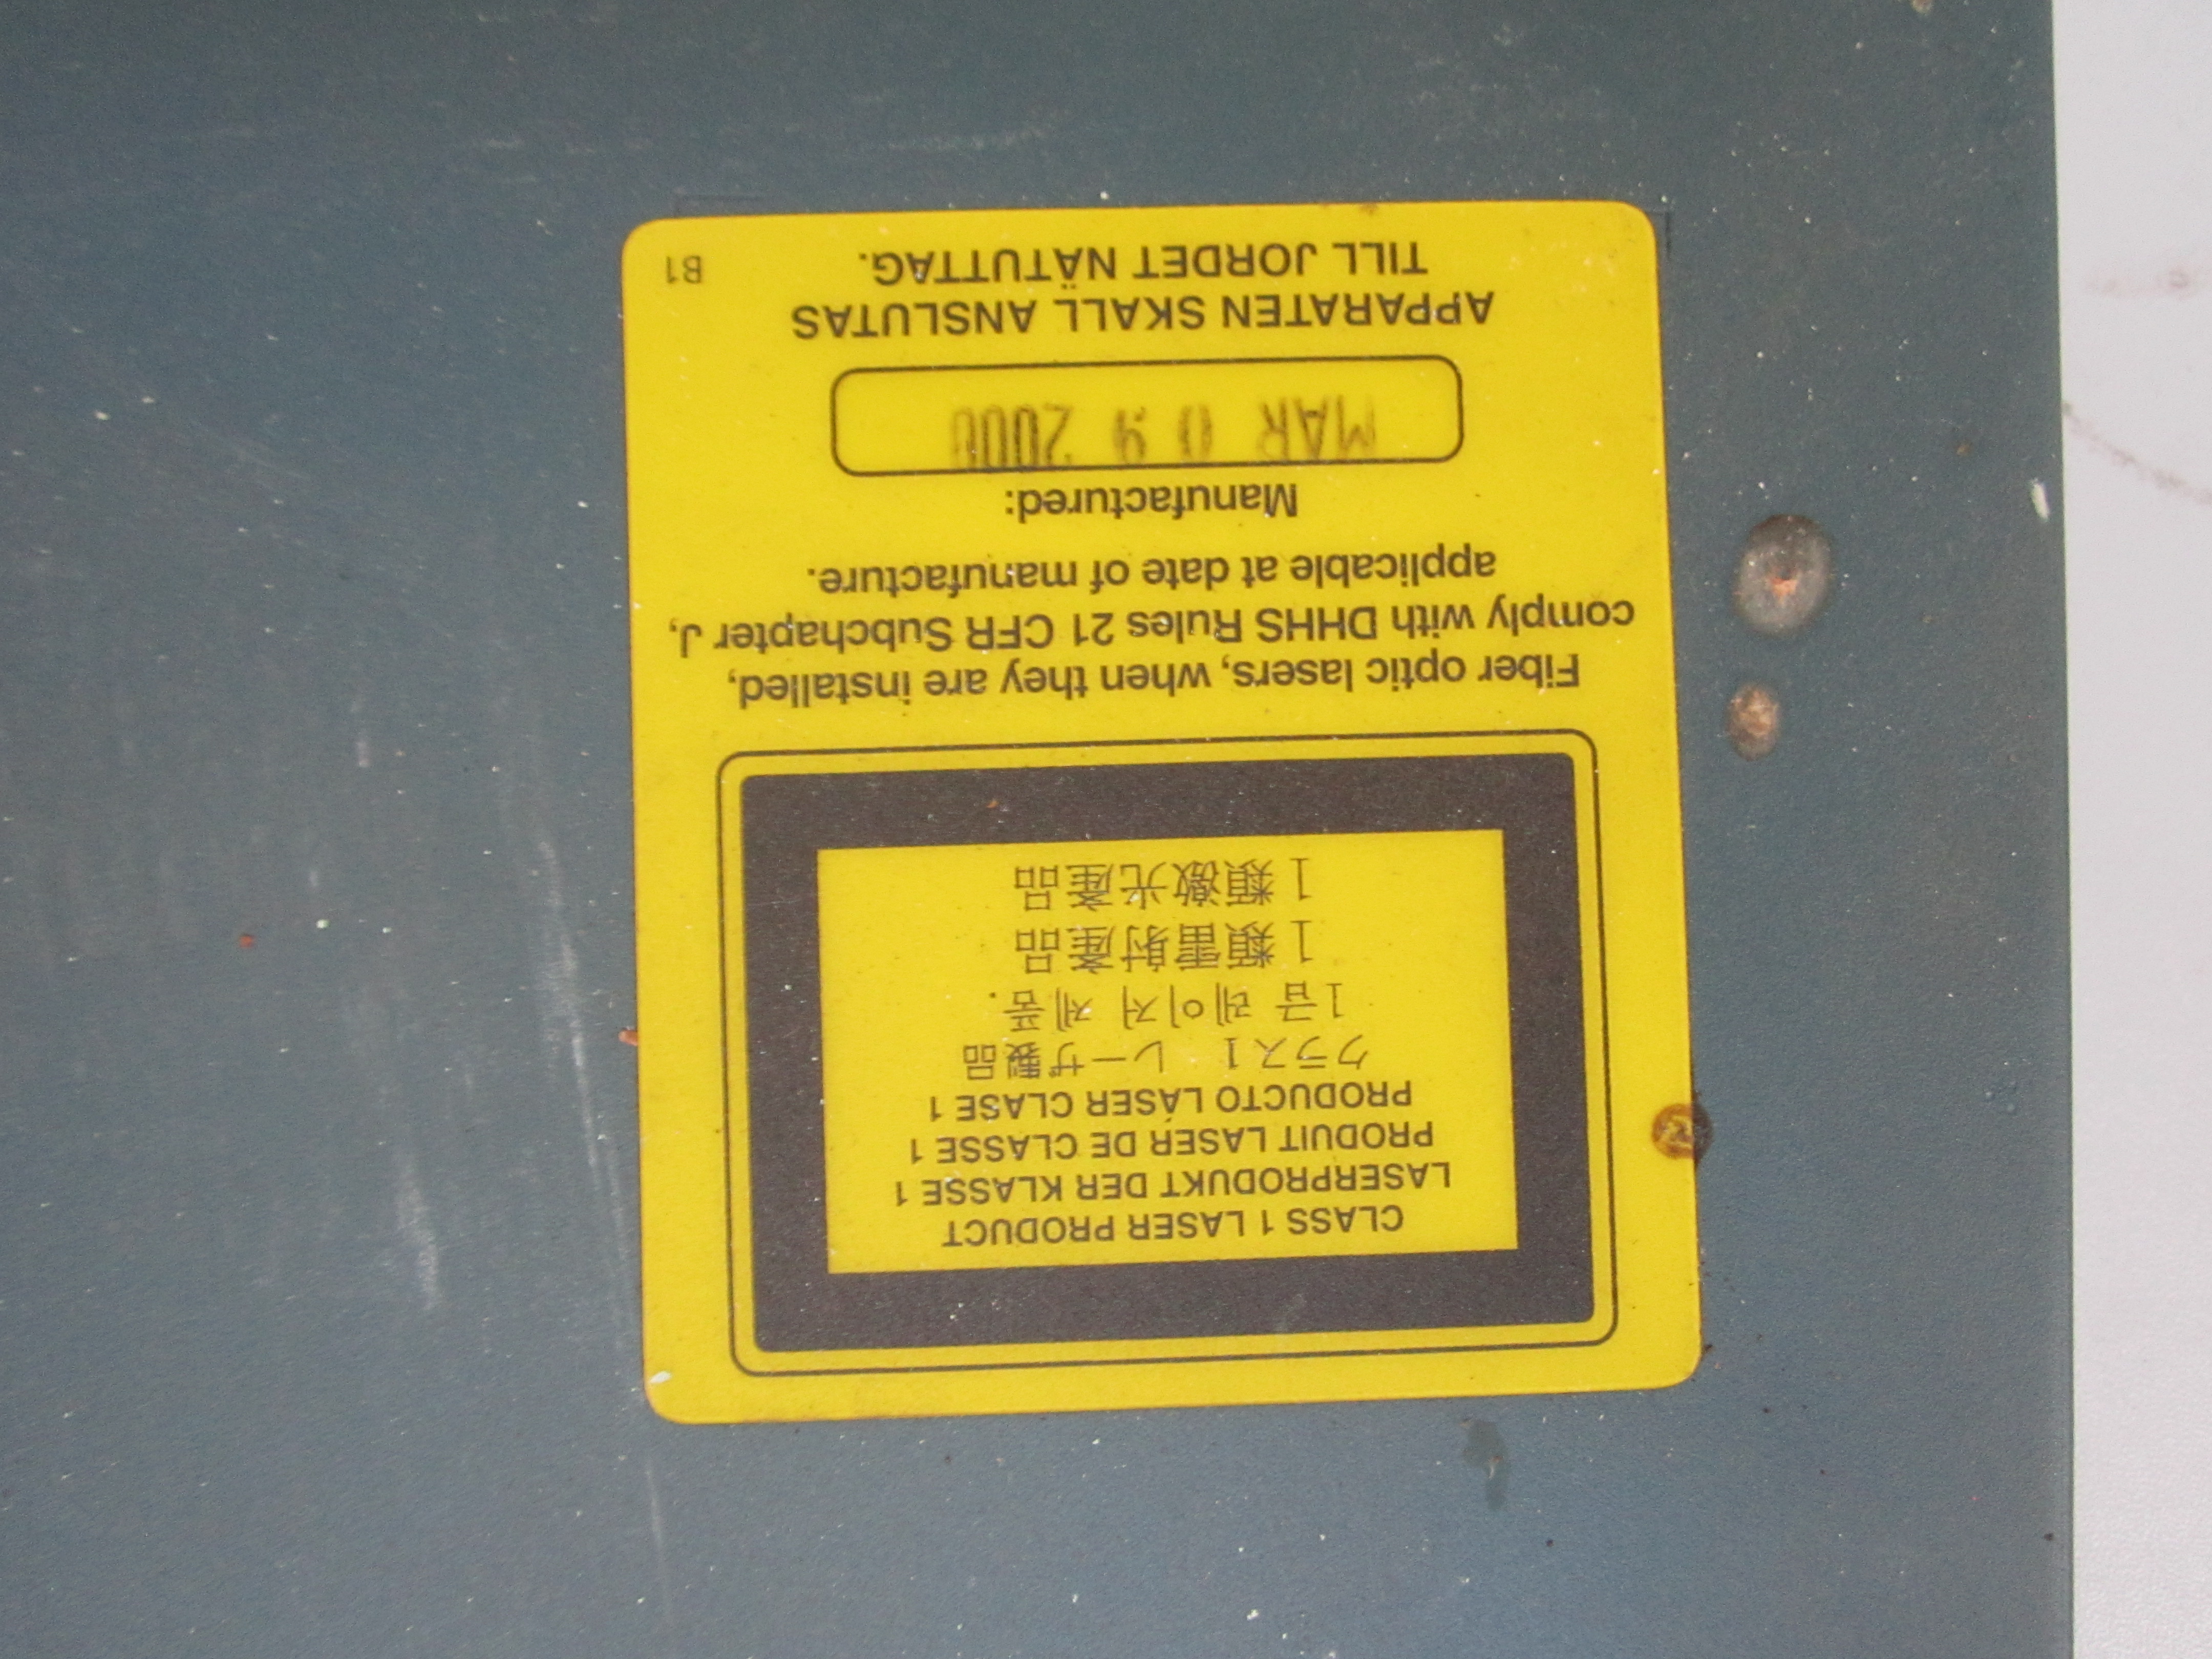 CLASS 1 LASER PRODUCT
LASERPRODUKT DER KLASSE 1
PRODUIT LASER DE CLASSE 1
PRODUCTO LÁSER CLASE 1
クラス1 レーザ製品
1급 레이저 제품.
1 類雷射產品
1 類激光產品
Fiber optic lasers, when they are installed,
comply with DHHS Rules 21 CFR Subchapter J,
applicable at date of manufacture.
Manufactured:
MAR 0 9 2000
APPARATEN SKALL ANSLUTAS
TILL JORDET NÄTUTTAG.
B1